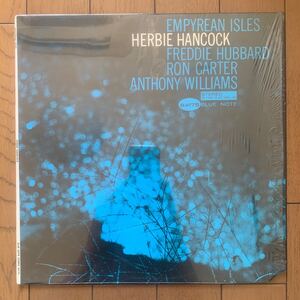 EMPYREAN ISLES
HERBIE HANCOCK
FREDDIE HUBBARD
RON CARTER
ANTHONY WILLIAMS
BLUE NOTE